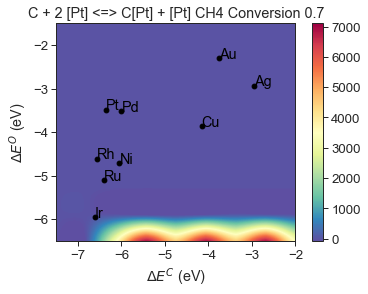 C + 2 [Pt] <=> C[Pt] + [Pt] CH4 Conversion 0.7
−2
−3
−4
−5
−6
ΔE^O (eV)
Au
Ag
Pt
Pd
Cu
Rh
Ni
Ru
Ir
−7
−6
−5
−4
−3
−2
ΔE^C (eV)
7000
6000
5000
4000
3000
2000
1000
0